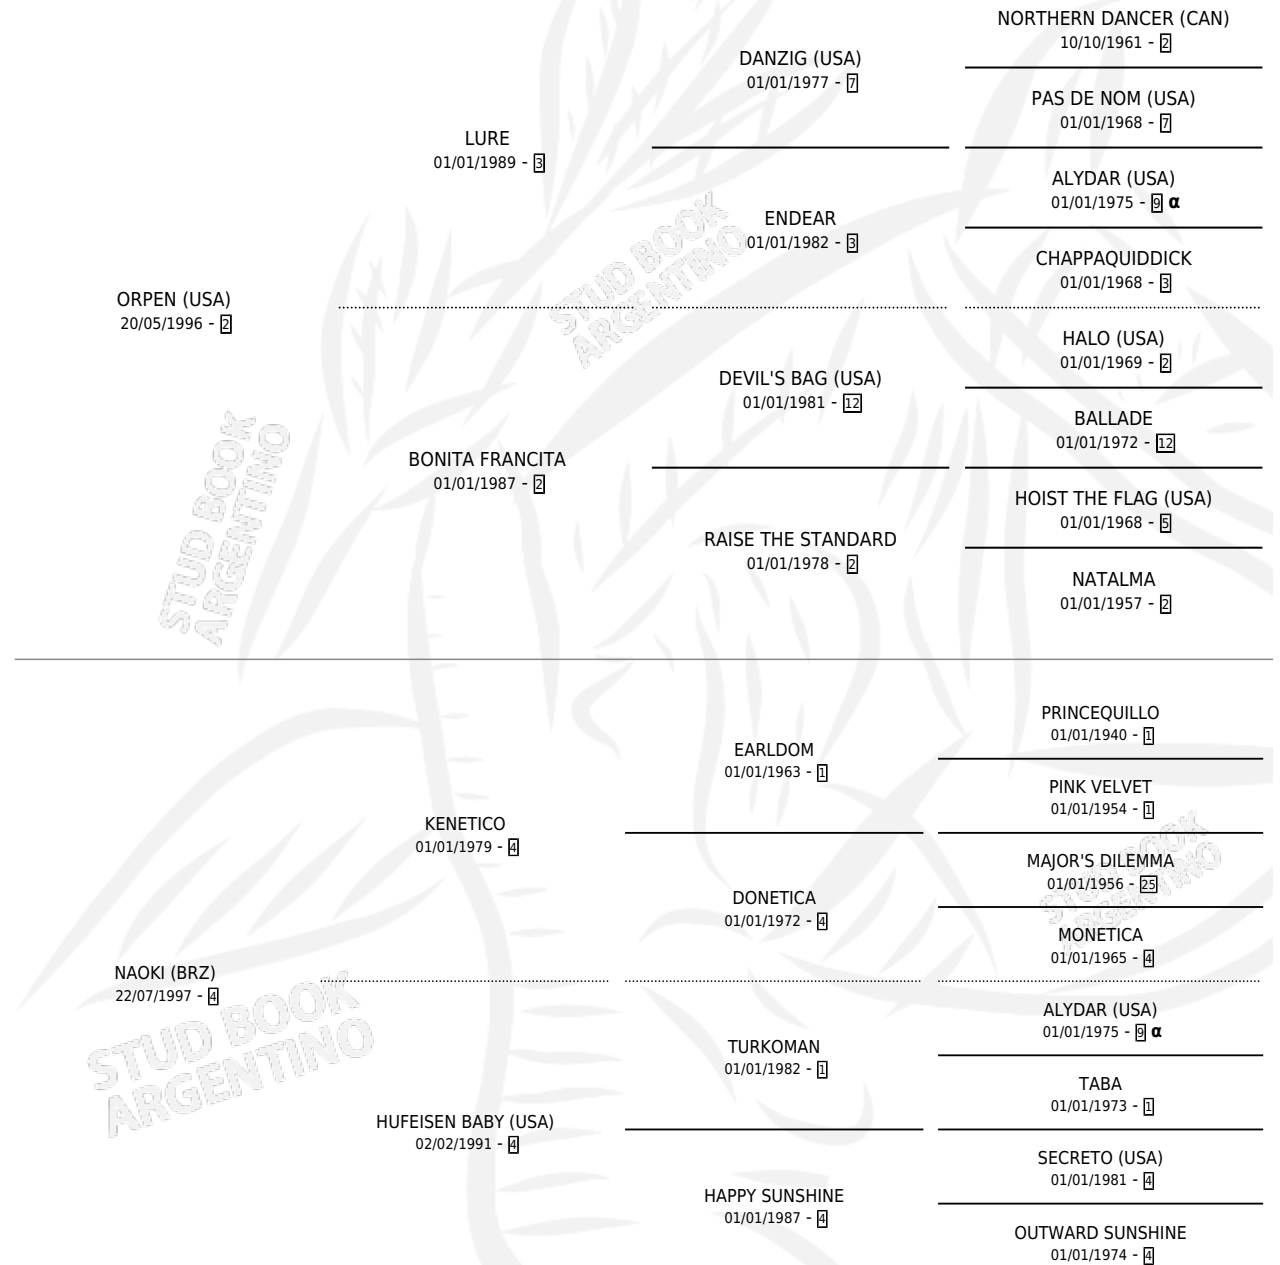 NORTHERN DANCER (CAN)
10/10/1961 - 2
DANZIG (USA)
01/01/1977 - 7
PAS DE NOM (USA)
01/01/1968 - 7
LURE
01/01/1989 - 3
ALYDAR (USA)
01/01/1975 - 9 α
ENDEAR
01/01/1982 - 3
CHAPPAQUIDDICK
01/01/1968 - 3
ORPEN (USA)
20/05/1996 - 2
HALO (USA)
01/01/1969 - 2
DEVIL'S BAG (USA)
01/01/1981 - 12
BALLADE
01/01/1972 - 12
BONITA FRANCITA
01/01/1987 - 2
HOIST THE FLAG (USA)
01/01/1968 - 5
RAISE THE STANDARD
01/01/1978 - 2
NATALMA
01/01/1957 - 2
PRINCEQUILLO
01/01/1940 - 1
EARLDOM
01/01/1963 - 1
PINK VELVET
01/01/1954 - 1
KENETICO
01/01/1979 - 4
MAJOR'S DILEMMA
01/01/1956 - 25
DONETICA
01/01/1972 - 4
MONETICA
01/01/1965 - 4
NAOKI (BRZ)
22/07/1997 - 4
ALYDAR (USA)
01/01/1975 - 9 α
TURKOMAN
01/01/1982 - 1
TABA
01/01/1973 - 1
HUFEISEN BABY (USA)
02/02/1991 - 4
SECRETO (USA)
01/01/1981 - 4
HAPPY SUNSHINE
01/01/1987 - 4
OUTWARD SUNSHINE
01/01/1974 - 4
STUD BOOK
ARGENTINO
STUD BOOK
ARGENTINO
STUD BOOK
ARGENTINO
STUD BOOK
ARGENTINO